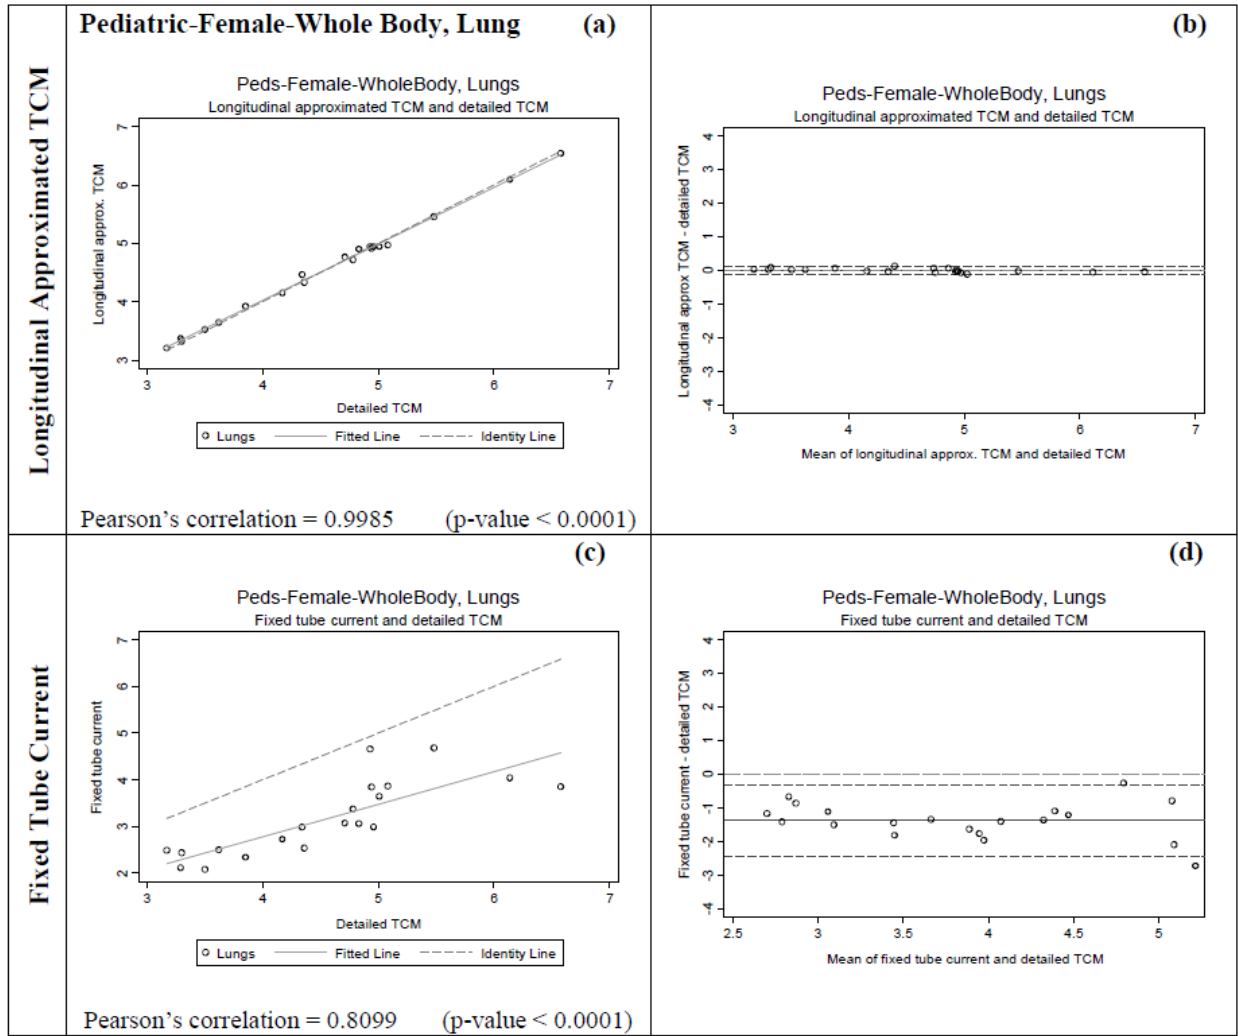 Longitudinal Approximated TCM
Pediatric-Female-Whole Body, Lung (a)
Peds-Female-WholeBody, Lungs
Longitudinal approximated TCM and detailed TCM
Longitudinal approx. TCM
7
6
5
4
3
3 4 5 6 7
Detailed TCM
Lungs Fitted Line Identity Line
Pearson's correlation = 0.9985 (p-value < 0.0001)
(b)
Peds-Female-WholeBody, Lungs
Longitudinal approximated TCM and detailed TCM
Longitudinal approx TCM - detailed TCM
4
3
2
1
0
-1
-2
-3
-4
3 4 5 6 7
Mean of longitudinal approx. TCM and detailed TCM
Fixed Tube Current
(c)
Peds-Female-WholeBody, Lungs
Fixed tube current and detailed TCM
Fixed tube current
7
6
5
4
3
2
3 4 5 6 7
Detailed TCM
Lungs Fitted Line Identity Line
Pearson's correlation = 0.8099 (p-value < 0.0001)
(d)
Peds-Female-WholeBody, Lungs
Fixed tube current and detailed TCM
Fixed tube current - detailed TCM
4
3
2
1
0
-1
-2
-3
-4
2.5 3 3.5 4 4.5 5
Mean of fixed tube current and detailed TCM